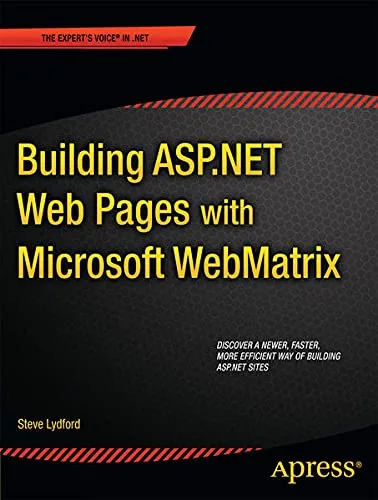 THE EXPERT'S VOICE® IN .NET
Building ASP.NET
Web Pages with
Microsoft WebMatrix
DISCOVER A NEWER, FASTER,
MORE EFFICIENT WAY OF BUILDING
ASP.NET SITES
Steve Lydford
Apress®